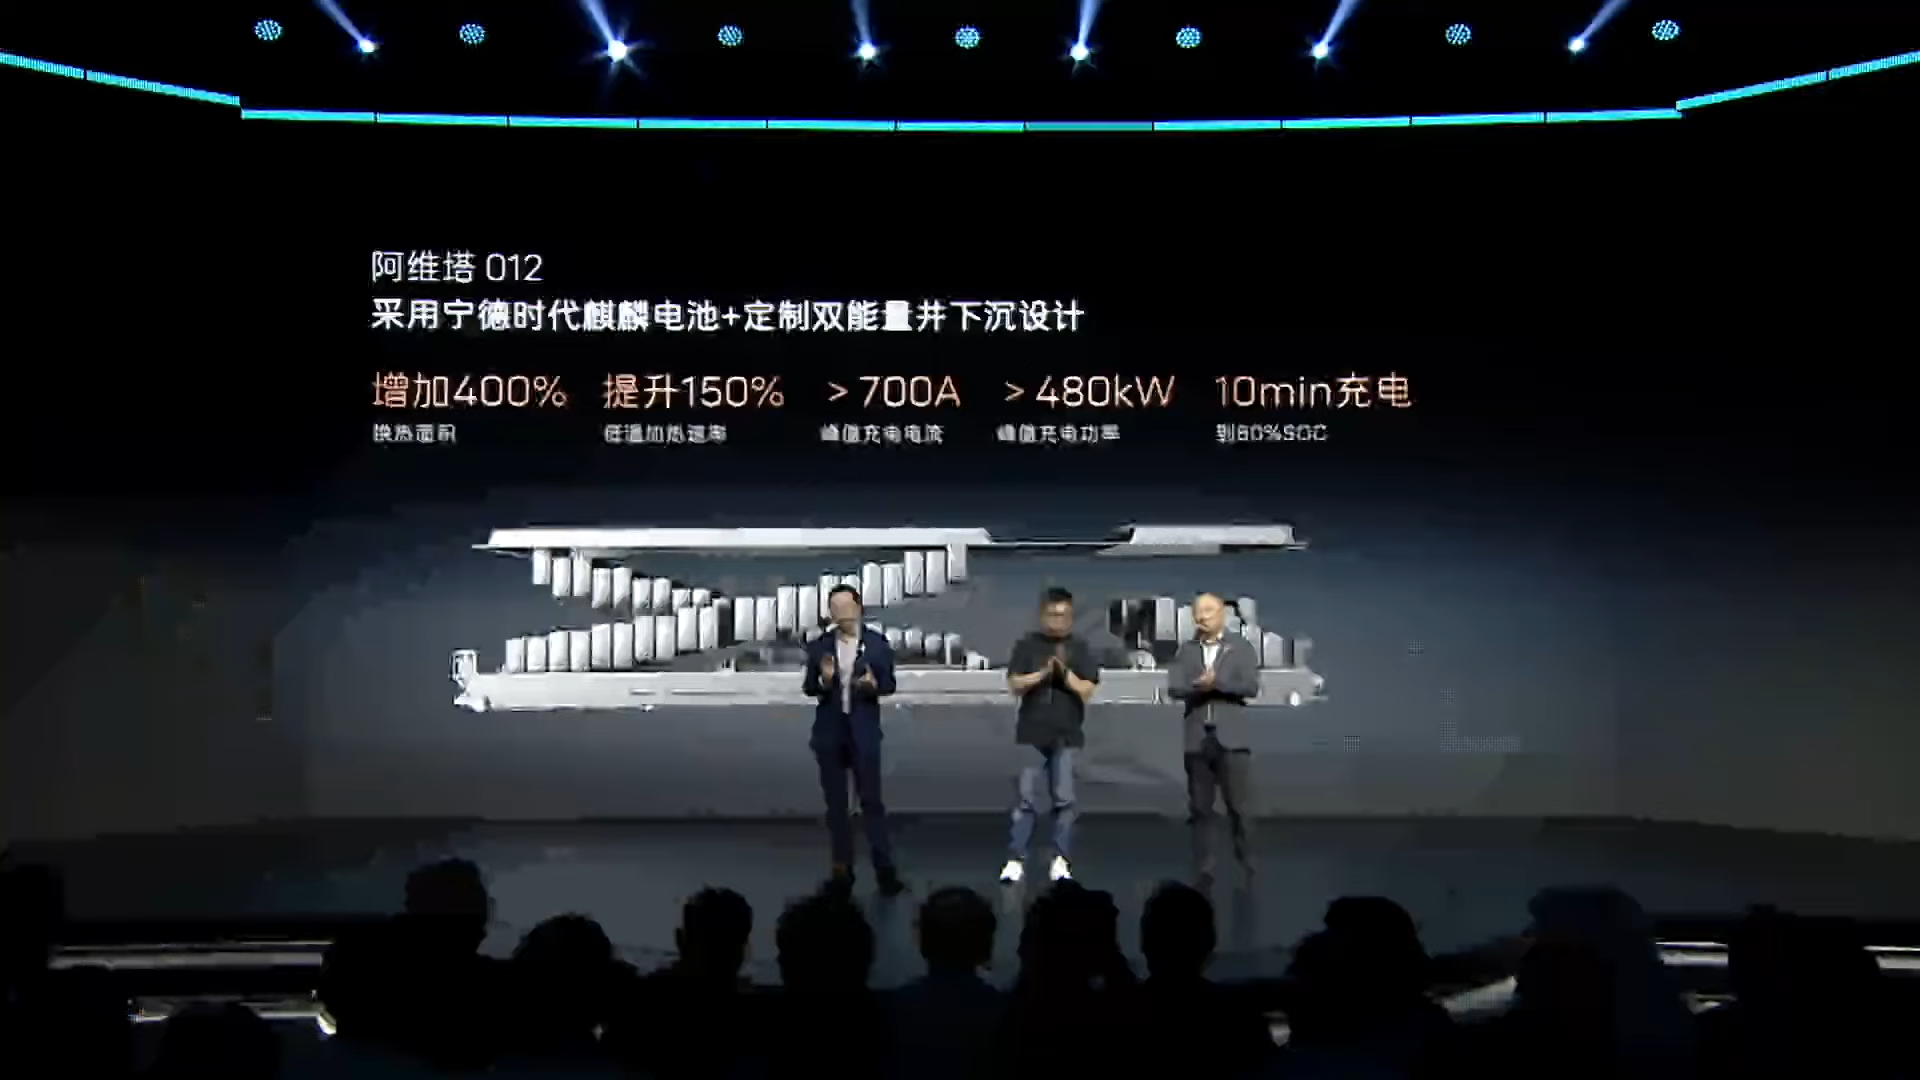 阿维塔 012
采用宁德时代麒麟电池+定制双能量井下沉设计
增加400% 提升150% > 700A > 480kW 10min充电
换热面积 低温加热速率 峰值充电电流 峰值充电功率 到80%SOC